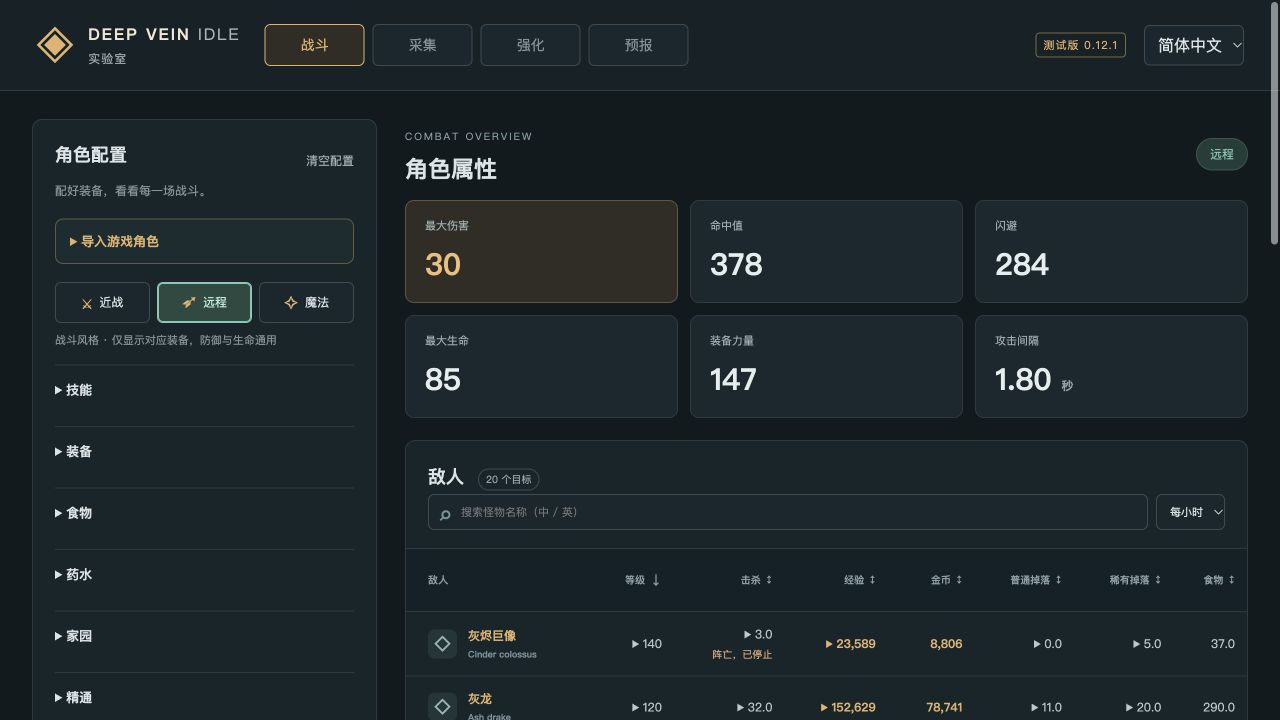 DEEP VEIN IDLE
实验室
战斗
采集
强化
预报
测试版 0.12.1
简体中文
角色配置
清空配置
配好装备，看看每一场战斗。
导入游戏角色
近战
远程
魔法
战斗风格 · 仅显示对应装备，防御与生命通用
技能
装备
食物
药水
家园
精通
COMBAT OVERVIEW
角色属性
远程
最大伤害
30
命中值
378
闪避
284
最大生命
85
装备力量
147
攻击间隔
1.80 秒
敌人
20 个目标
搜索怪物名称（中 / 英）
每小时
敌人 等级 ↓ 击杀 ↕ 经验 ↕ 金币 ↕ 普通掉落 ↕ 稀有掉落 ↕ 食物 ↕
灰烬巨像
Cinder colossus
140
3.0
阵亡，已停止
23,589
8,806
0.0
5.0
37.0
灰龙
Ash drake
120
32.0
152,629
78,741
11.0
20.0
290.0